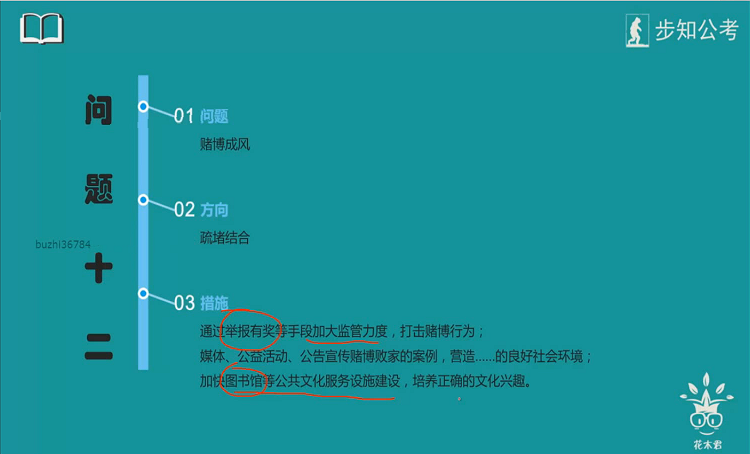 步知公考
问题十二
buzhi36784
01 问题
赌博成风
02 方向
疏堵结合
03 措施
通过举报有奖等手段加大监管力度，打击赌博行为；
媒体、公益活动、公告宣传赌博败家的案例，营造……的良好社会环境；
加快图书馆等公共文化服务设施建设，培养正确的文化兴趣。
花木君